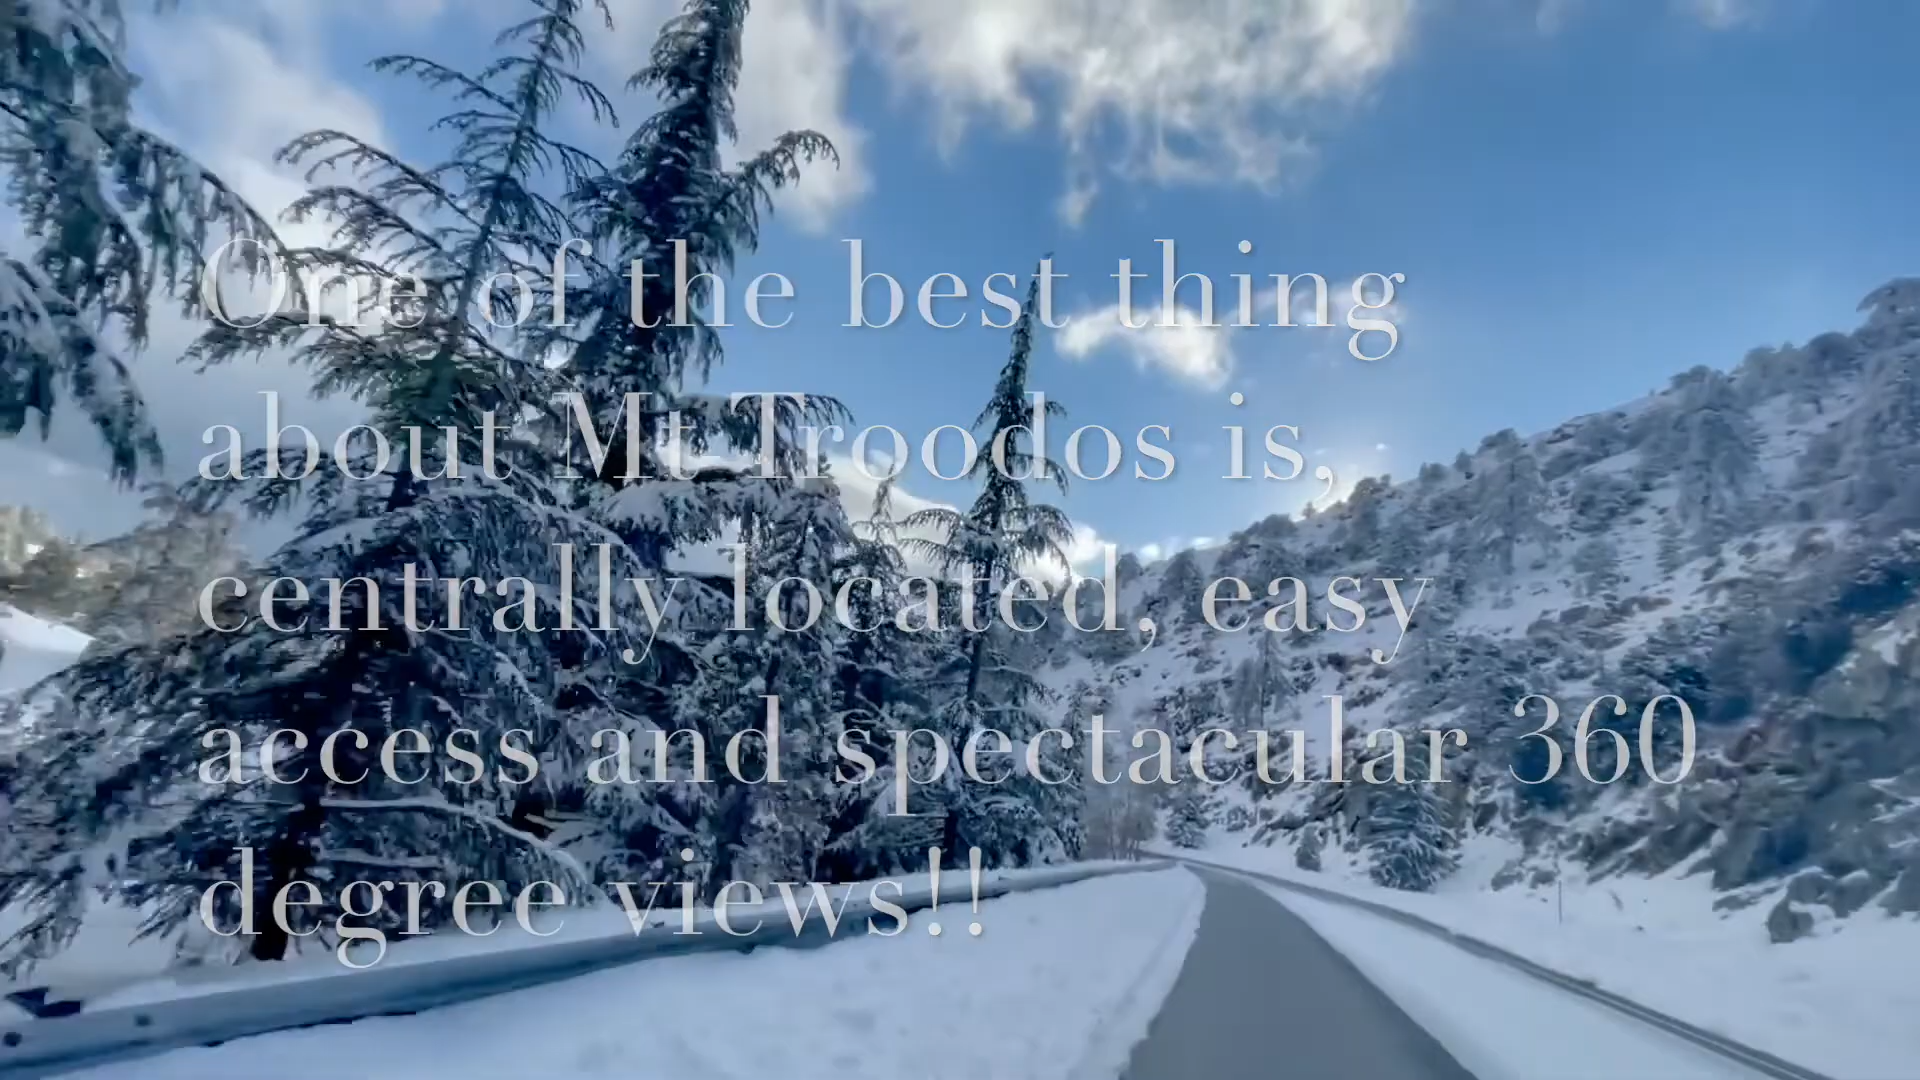 One of the best thing
about Mt Troodos is,
centrally located, easy
access and spectacular 360
degree views!!